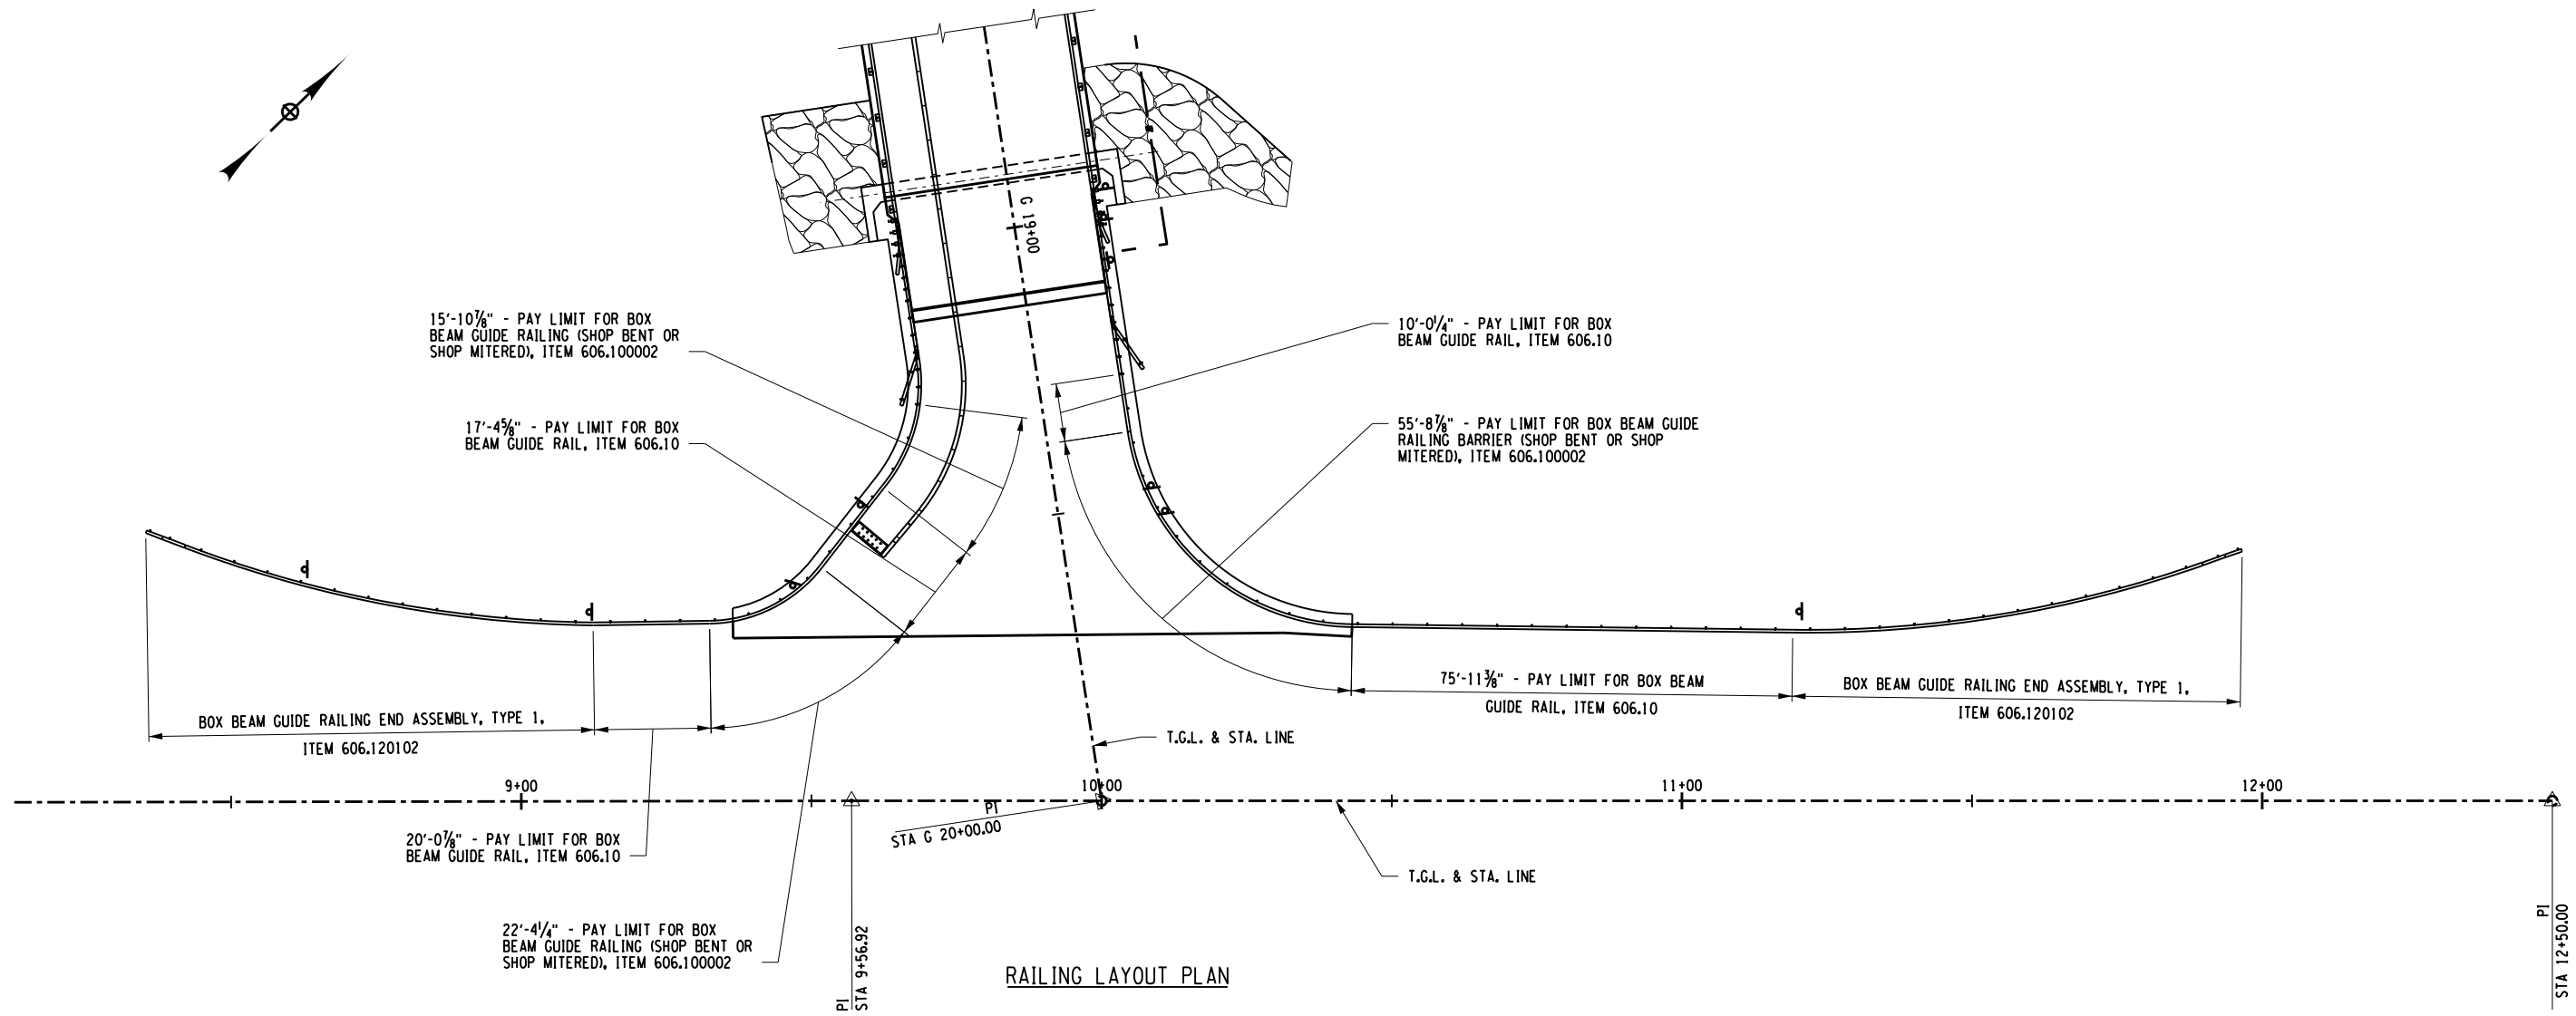 G 19+00
15'-10⅞" - PAY LIMIT FOR BOX
BEAM GUIDE RAILING (SHOP BENT OR
SHOP MITERED), ITEM 606.100002
10'-0¼" - PAY LIMIT FOR BOX
BEAM GUIDE RAIL, ITEM 606.10
17'-4⅝" - PAY LIMIT FOR BOX
BEAM GUIDE RAIL, ITEM 606.10
55'-8⅞" - PAY LIMIT FOR BOX BEAM GUIDE
RAILING BARRIER (SHOP BENT OR SHOP
MITERED), ITEM 606.100002
BOX BEAM GUIDE RAILING END ASSEMBLY, TYPE 1,
ITEM 606.120102
75'-11⅜" - PAY LIMIT FOR BOX BEAM
GUIDE RAIL, ITEM 606.10
BOX BEAM GUIDE RAILING END ASSEMBLY, TYPE 1,
ITEM 606.120102
T.G.L. & STA. LINE
9+00
10+00
11+00
12+00
PI
STA G 20+00.00
20'-0⅞" - PAY LIMIT FOR BOX
BEAM GUIDE RAIL, ITEM 606.10
T.G.L. & STA. LINE
22'-4¼" - PAY LIMIT FOR BOX
BEAM GUIDE RAILING (SHOP BENT OR
SHOP MITERED), ITEM 606.100002
PI
STA 9+56.92
PI
STA 12+50.00
RAILING LAYOUT PLAN